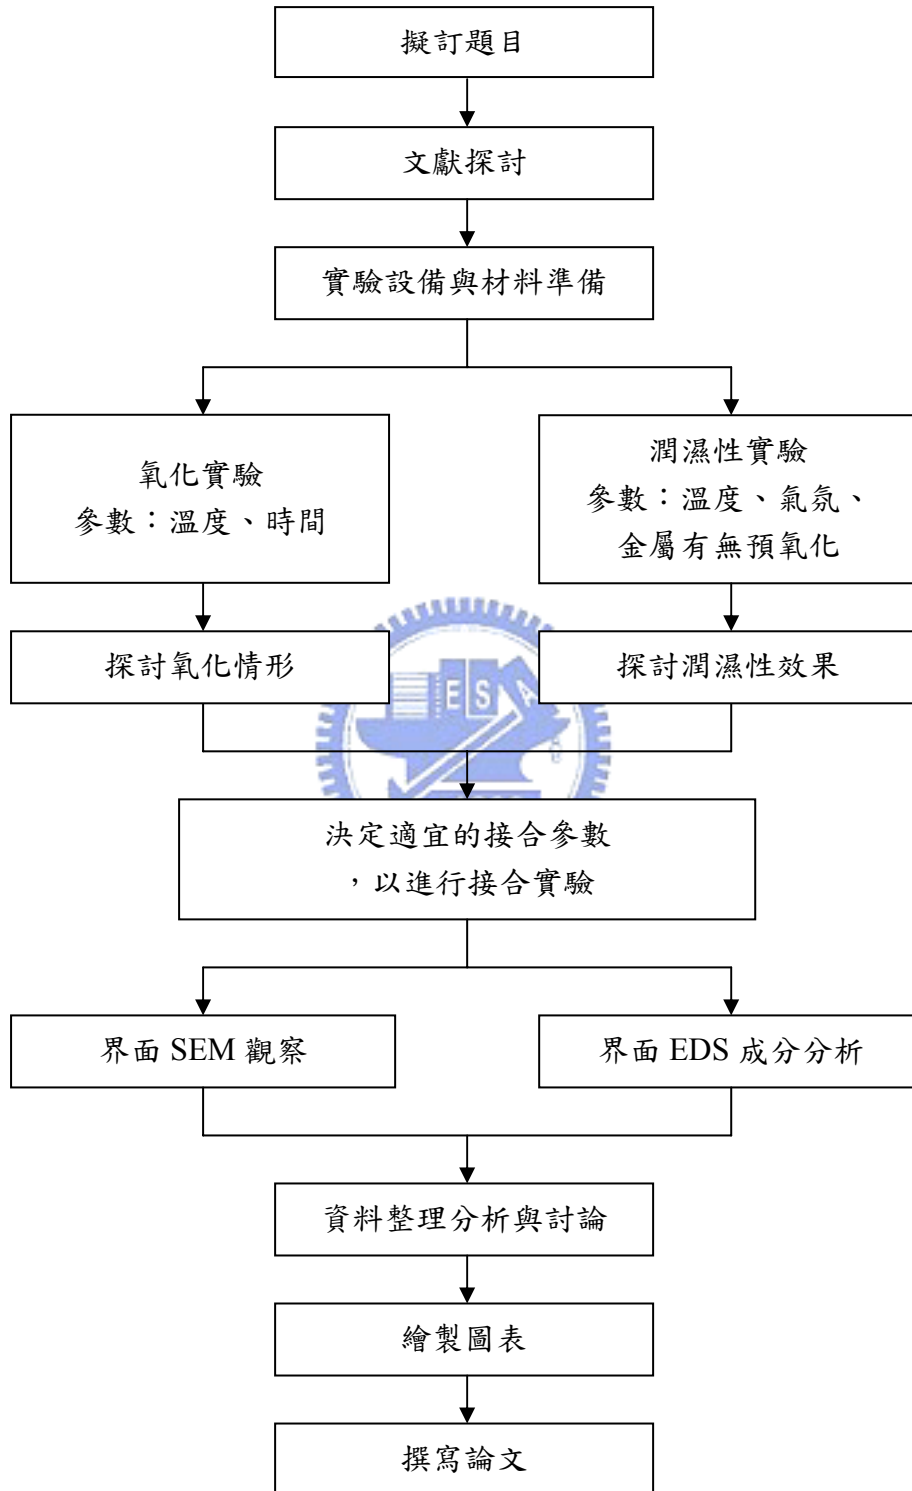 擬訂題目
文獻探討
實驗設備與材料準備
氧化實驗
參數：溫度、時間
潤濕性實驗
參數：溫度、氣氛、
金屬有無預氧化
探討氧化情形
探討潤濕性效果
E S A
決定適宜的接合參數
，以進行接合實驗
界面 SEM 觀察
界面 EDS 成分分析
資料整理分析與討論
繪製圖表
撰寫論文